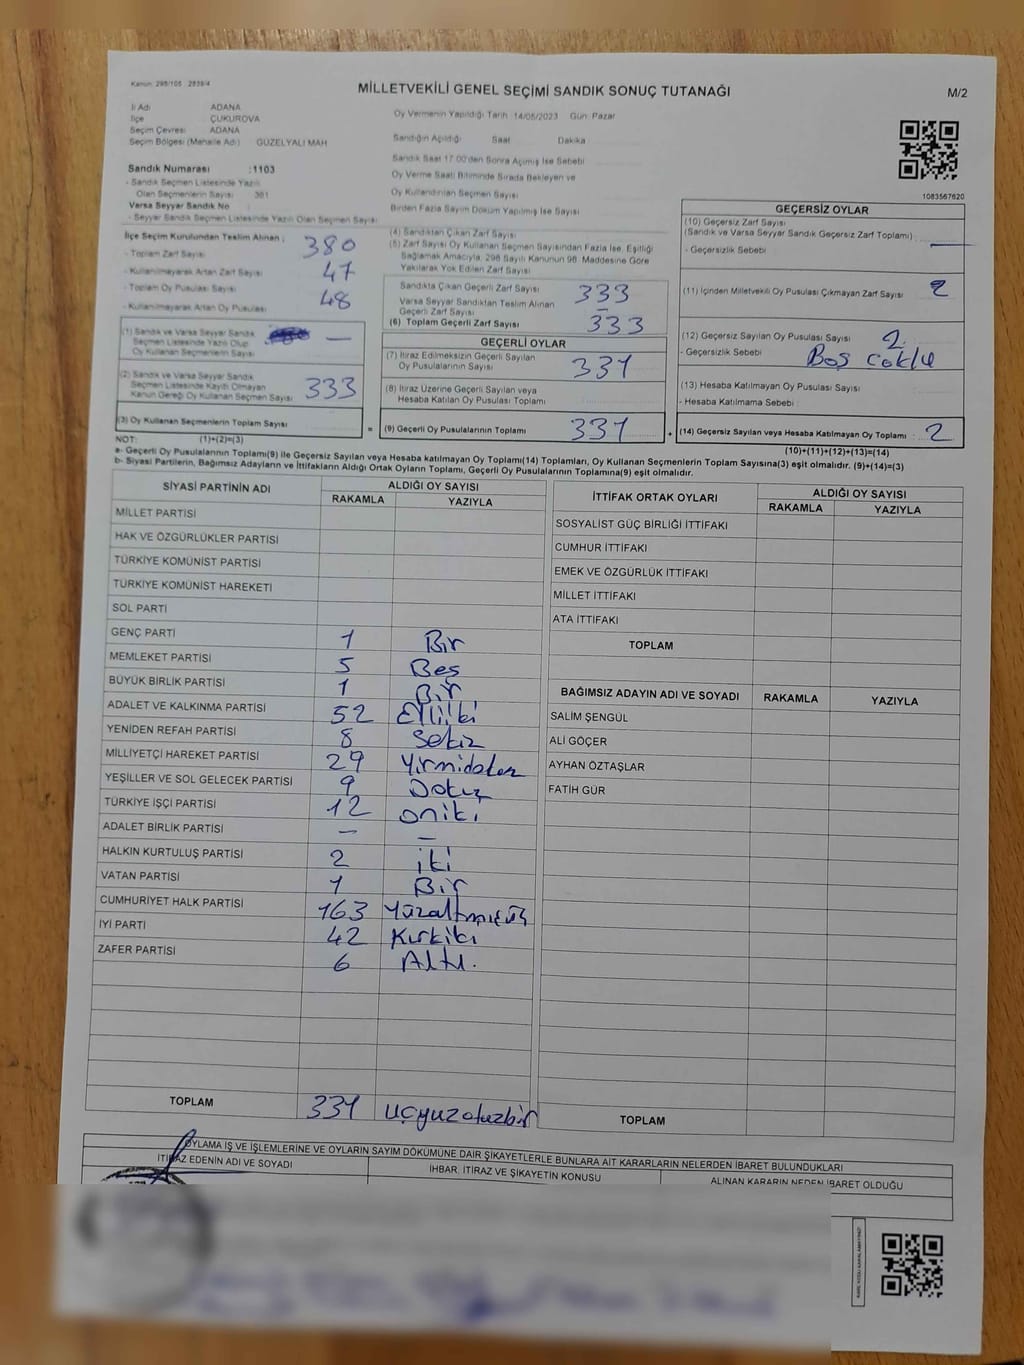 Kanun: 298/105 2839/4
MİLLETVEKİLİ GENEL SEÇİMİ SANDIK SONUÇ TUTANAĞI
M/2
İl Adı ADANA
İlçe ÇUKUROVA
Seçim Çevresi ADANA
Seçim Bölgesi (Mahalle Adı) GÜZELYALI MAH
Sandık Numarası :1103
- Sandık Seçmen Listesinde Yazılı
Olan Seçmenlerin Sayısı 381
Varsa Seyyar Sandık No
- Seyyar Sandık Seçmen Listesinde Yazılı Olan Seçmen Sayısı:
İlçe Seçim Kurulundan Teslim Alınan;
- Toplam Zarf Sayısı 380
- Kullanılmayarak Artan Zarf Sayısı 47
- Toplam Oy Pusulası Sayısı
- Kullanılmayarak Artan Oy Pusulası 48
(1) Sandık ve Varsa Seyyar Sandık
Seçmen Listesinde Yazılı Olup
Oy Kullanan Seçmenlerin Sayısı —
(2) Sandık ve Varsa Seyyar Sandık
Seçmen Listesinde Kayıtlı Olmayan
Kanun Gereği Oy Kullanan Seçmen Sayısı 333
(3) Oy Kullanan Seçmenlerin Toplam Sayısı
Oy Vermenin Yapıldığı Tarih 14/05/2023 Gün: Pazar
Sandığın Açıldığı Saat Dakika
Sandık Saat 17.00'den Sonra Açılmış İse Sebebi
Oy Verme Saati Bitiminde Sırada Bekleyen ve
Oy Kullandırılan Seçmen Sayısı
Birden Fazla Sayım Döküm Yapılmış İse Sayısı
(4) Sandıktan Çıkan Zarf Sayısı
(5) Zarf Sayısı Oy Kullanan Seçmen Sayısından Fazla İse, Eşitliği
Sağlamak Amacıyla, 298 Sayılı Kanunun 98. Maddesine Göre
Yakılarak Yok Edilen Zarf Sayısı
Sandıkta Çıkan Geçerli Zarf Sayısı 333
Varsa Seyyar Sandıktan Teslim Alınan
Geçerli Zarf Sayısı —
(6) Toplam Geçerli Zarf Sayısı 333
GEÇERLİ OYLAR
(7) İtiraz Edilmeksizin Geçerli Sayılan
Oy Pusulalarının Sayısı 331
(8) İtiraz Üzerine Geçerli Sayılan veya
Hesaba Katılan Oy Pusulası Toplamı
= (9) Geçerli Oy Pusulalarının Toplamı 331 +
1083567620
GEÇERSİZ OYLAR
(10) Geçersiz Zarf Sayısı
(Sandık ve Varsa Seyyar Sandık Geçersiz Zarf Toplamı) : —
- Geçersizlik Sebebi
(11) İçinden Milletvekili Oy Pusulası Çıkmayan Zarf Sayısı : 2
(12) Geçersiz Sayılan Oy Pusulası Sayısı 2
- Geçersizlik Sebebi Boş
(13) Hesaba Katılmayan Oy Pusulası Sayısı
- Hesaba Katılmama Sebebi :
(14) Geçersiz Sayılan veya Hesaba Katılmayan Oy Toplamı : 2
NOT: (1)+(2)=(3) (10)+(11)+(12)+(13)=(14)
a- Geçerli Oy Pusulalarının Toplamı(9) ile Geçersiz Sayılan veya Hesaba katılmayan Oy Toplamı(14) Toplamları, Oy Kullanan Seçmenlerin Toplam Sayısına(3) eşit olmalıdır. (9)+(14)=(3)
b- Siyasi Partilerin, Bağımsız Adayların ve İttifakların Aldığı Ortak Oyların Toplamı, Geçerli Oy Pusulalarının Toplamına(9) eşit olmalıdır.
SİYASİ PARTİNİN ADI ALDIĞI OY SAYISI
RAKAMLA YAZIYLA
MİLLET PARTİSİ
HAK VE ÖZGÜRLÜKLER PARTİSİ
TÜRKİYE KOMÜNİST PARTİSİ
TÜRKİYE KOMÜNİST HAREKETİ
SOL PARTİ
GENÇ PARTİ 1 Bir
MEMLEKET PARTİSİ 5 Beş
BÜYÜK BİRLİK PARTİSİ 1 Bir
ADALET VE KALKINMA PARTİSİ 52 Elliiki
YENİDEN REFAH PARTİSİ 8 Sekiz
MİLLİYETÇİ HAREKET PARTİSİ 29 Yirmidokuz
YEŞİLLER VE SOL GELECEK PARTİSİ 9 Dokuz
TÜRKİYE İŞÇİ PARTİSİ 12 oniki
ADALET BİRLİK PARTİSİ — —
HALKIN KURTULUŞ PARTİSİ 2 iki
VATAN PARTİSİ 1 Bir
CUMHURİYET HALK PARTİSİ 163 Yüzaltmışüç
İYİ PARTİ 42 Kırkiki
ZAFER PARTİSİ 6 Altı.
TOPLAM 331 üçyüzotuzbir
İTTİFAK ORTAK OYLARI ALDIĞI OY SAYISI
RAKAMLA YAZIYLA
SOSYALİST GÜÇ BİRLİĞİ İTTİFAKI
CUMHUR İTTİFAKI
EMEK VE ÖZGÜRLÜK İTTİFAKI
MİLLET İTTİFAKI
ATA İTTİFAKI
TOPLAM
BAĞIMSIZ ADAYIN ADI VE SOYADI RAKAMLA YAZIYLA
SALİM ŞENGÜL
ALİ GÖÇER
AYHAN ÖZTAŞLAR
FATİH GÜR
TOPLAM
OYLAMA İŞ VE İŞLEMLERİNE VE OYLARIN SAYIM DÖKÜMÜNE DAİR ŞİKAYETLERLE BUNLARA AİT KARARLARIN NELERDEN İBARET BULUNDUKLARI
İTİRAZ EDENİN ADI VE SOYADI İHBAR, İTİRAZ VE ŞİKAYETİN KONUSU ALINAN KARARIN NEDEN İBARET OLDUĞU